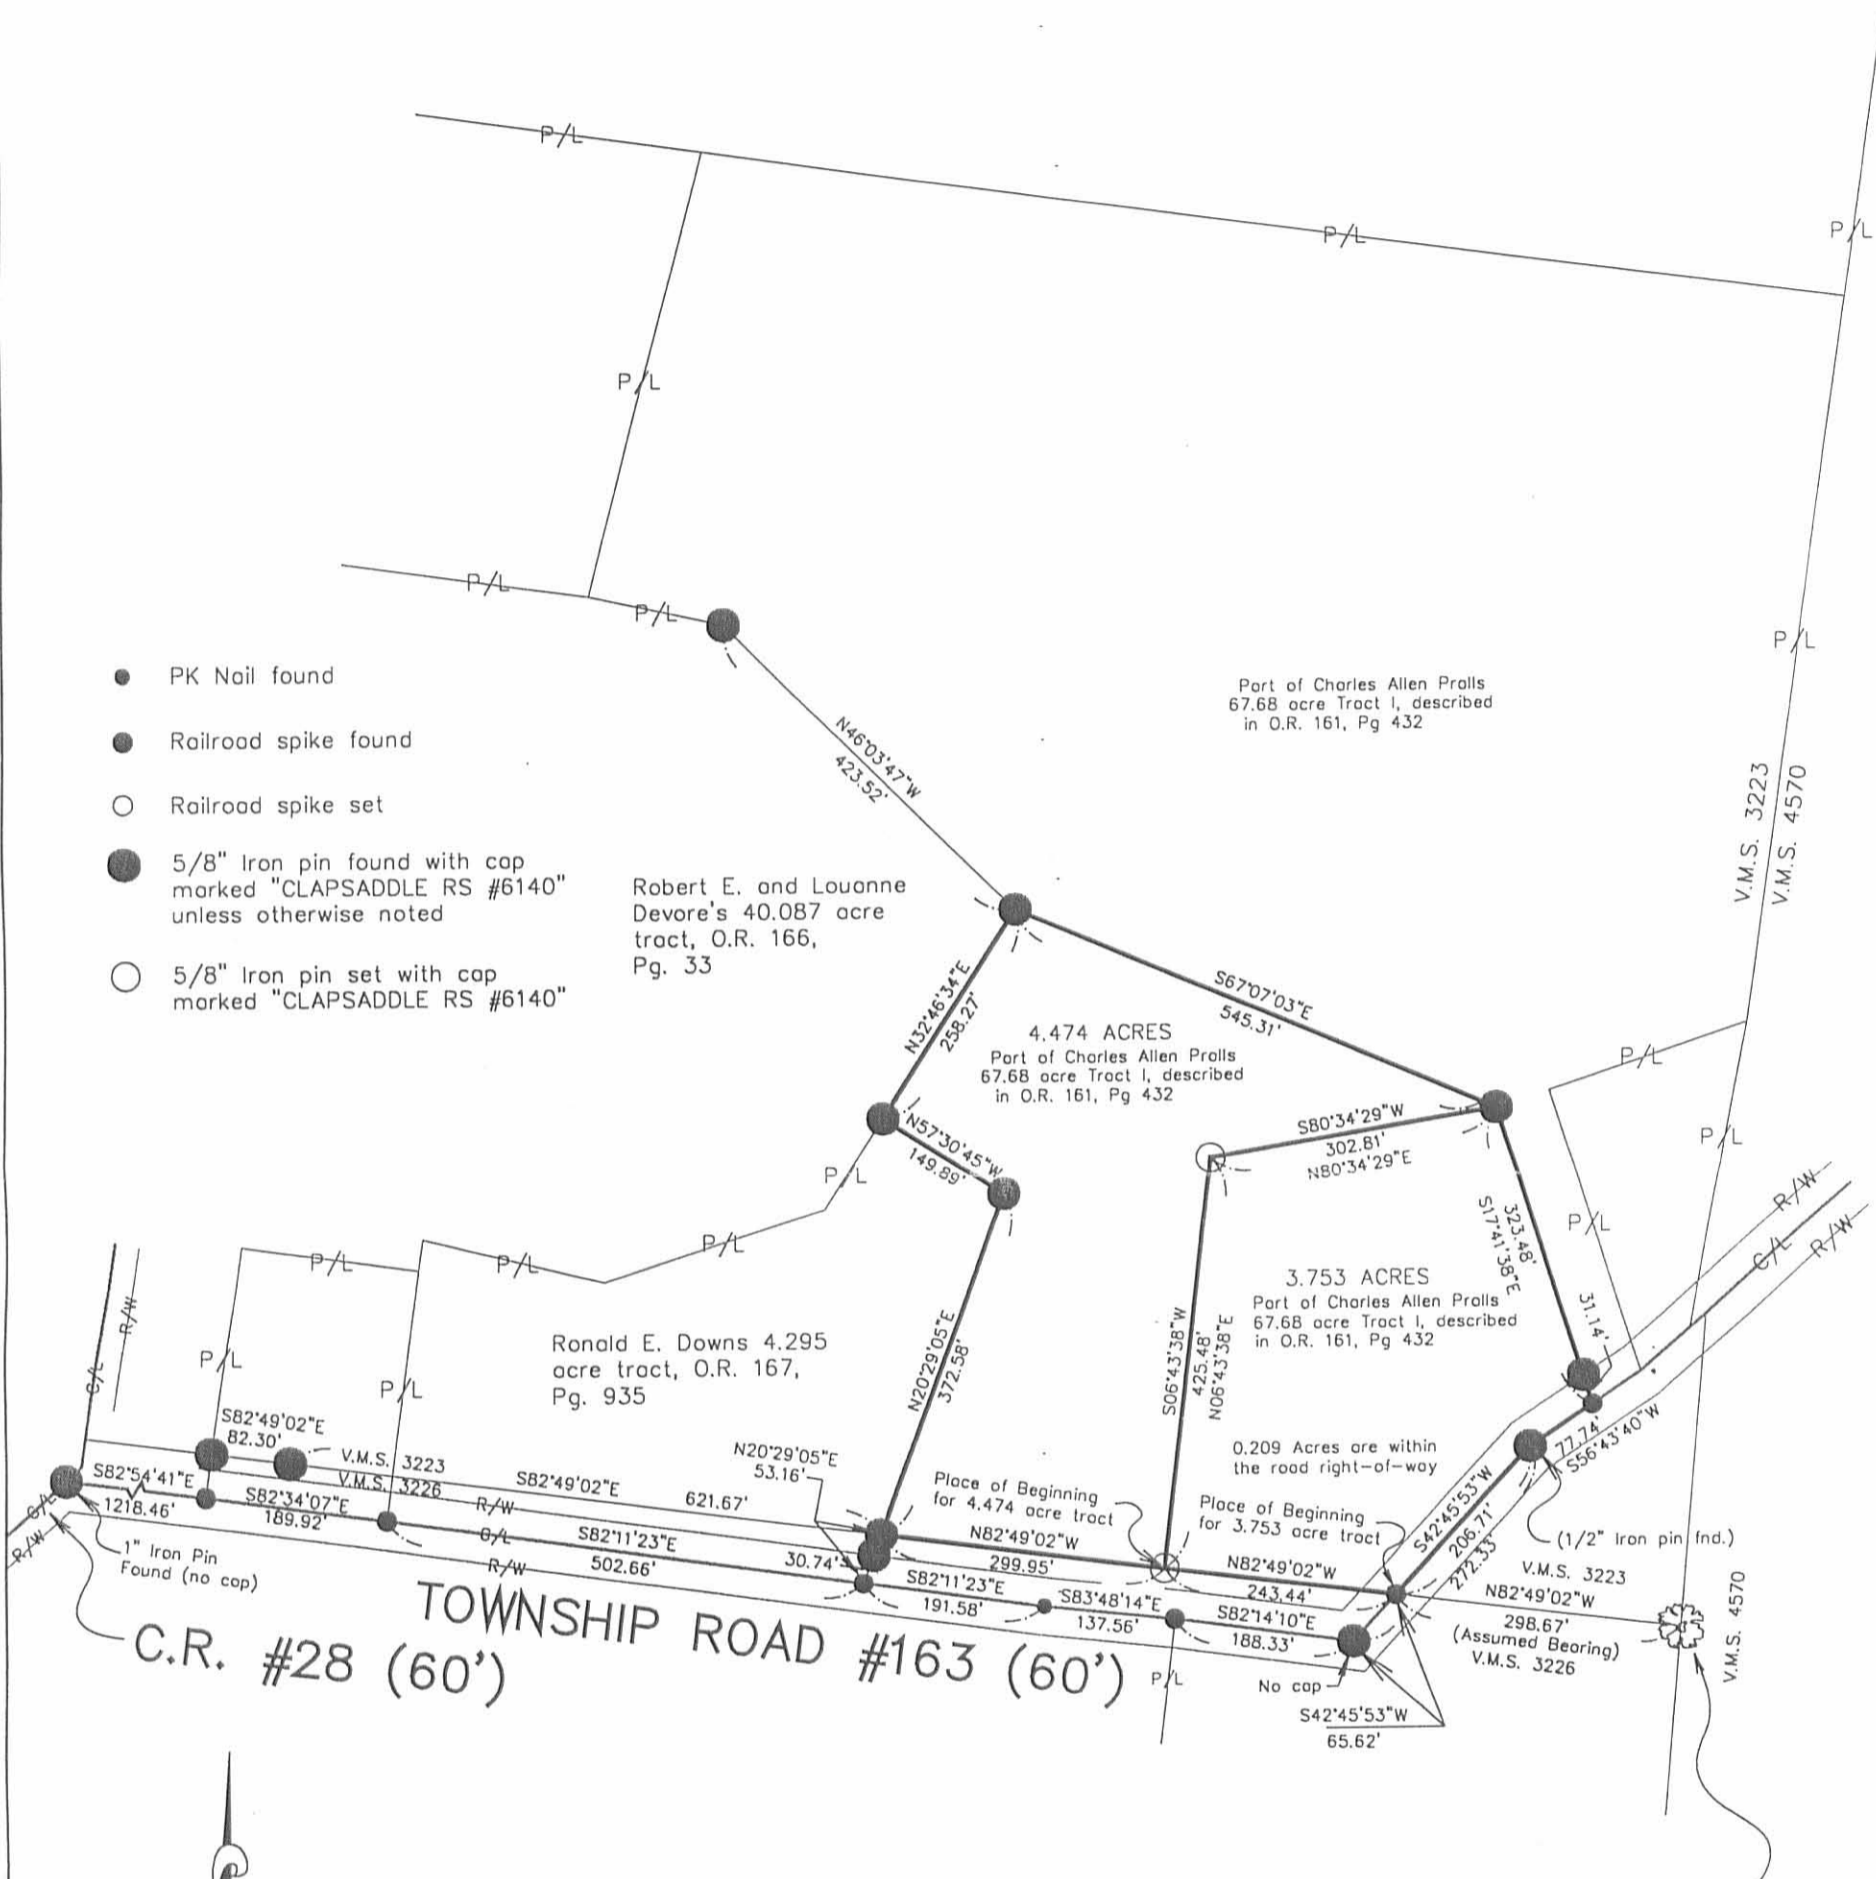 P/L
P/L
P/L
P/L
P/L
P/L
P/L
PK Nail found
Railroad spike found
Railroad spike set
5/8" Iron pin found with cap
marked "CLAPSADDLE RS #6140"
unless otherwise noted
5/8" Iron pin set with cap
marked "CLAPSADDLE RS #6140"
N46°03'47"W
423.52'
Part of Charles Allen Pralls
67.68 acre Tract I, described
in O.R. 161, Pg 432
V.M.S. 3223
V.M.S. 4570
Robert E. and Louanne
Devore's 40.087 acre
tract, O.R. 166,
Pg. 33
N32°46'34"E
258.27'
S67°07'03"E
545.31'
4.474 ACRES
Part of Charles Allen Pralls
67.68 acre Tract I, described
in O.R. 161, Pg 432
P/L
P/L
N57°30'45"W
149.89'
S80°34'29"W
302.81'
N80°34'29"E
P/L
P/L
P/L
P/L
P/L
S17°41'38"E
323.48'
31.14'
P/L
R/W
C/L
R/W
3.753 ACRES
Part of Charles Allen Pralls
67.68 acre Tract I, described
in O.R. 161, Pg 432
S06°43'38"W
425.48'
N06°43'38"E
N20°29'05"E
372.58'
Ronald E. Downs 4.295
acre tract, O.R. 167,
Pg. 935
R/W
C/L
P/L
P/L
S82°49'02"E
82.30'
V.M.S. 3223
V.M.S. 3226
S82°49'02"E
621.67'
N20°29'05"E
53.16'
Place of Beginning
for 4.474 acre tract
0.209 Acres are within
the road right-of-way
Place of Beginning
for 3.753 acre tract
77.74'
S56°43'40"W
S42°45'53"W
206.71'
272.33'
(1/2" Iron pin fnd.)
V.M.S. 3223
N82°49'02"W
298.67'
(Assumed Bearing)
V.M.S. 3226
V.M.S. 4570
S82°54'41"E
1218.46'
S82°34'07"E
189.92'
R/W
C/L
R/W
S82°11'23"E
502.66'
30.74'
N82°49'02"W
299.95'
N82°49'02"W
243.44'
S82°11'23"E
191.58'
S83°48'14"E
137.56'
S82°14'10"E
188.33'
C/L
R/W
1" Iron Pin
Found (no cap)
TOWNSHIP ROAD #163 (60')
C.R. #28 (60')
P/L
No cap
S42°45'53"W
65.62'